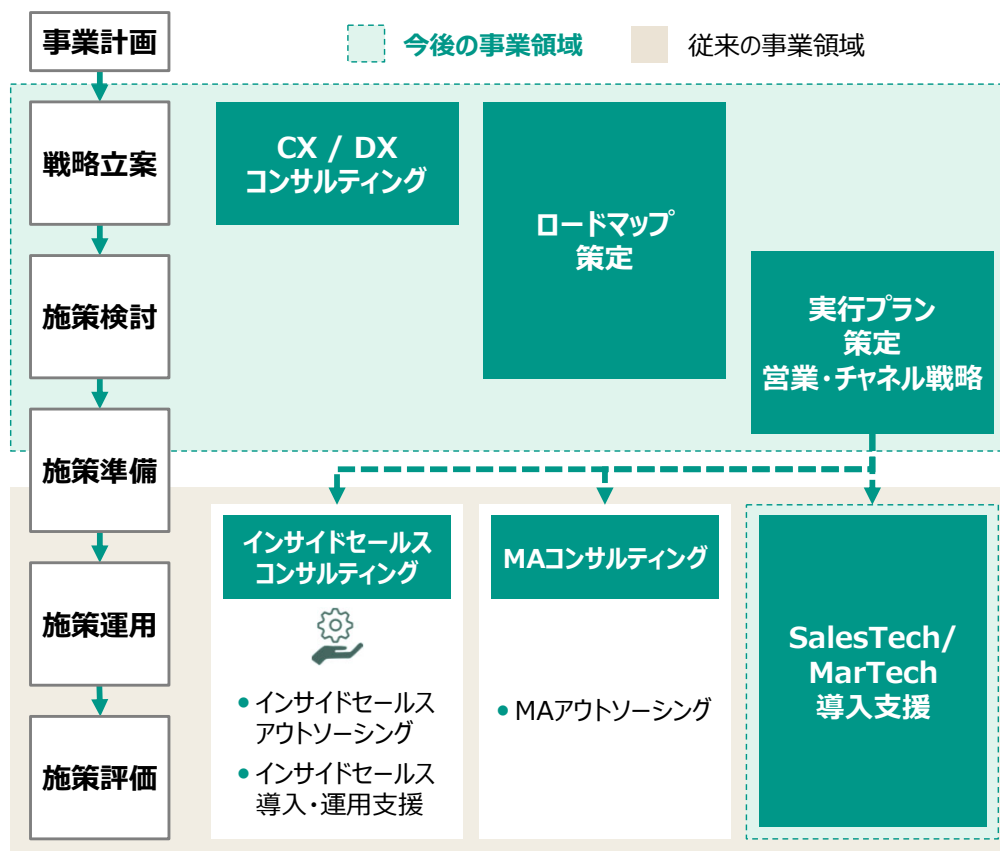 事業計画
今後の事業領域
従来の事業領域
戦略立案
施策検討
施策準備
施策運用
施策評価
CX / DX
コンサルティング
ロードマップ
策定
実行プラン
策定
営業・チャネル戦略
インサイドセールス
コンサルティング
• インサイドセールス
アウトソーシング
• インサイドセールス
導入・運用支援
MAコンサルティング
• MAアウトソーシング
SalesTech/
MarTech
導入支援